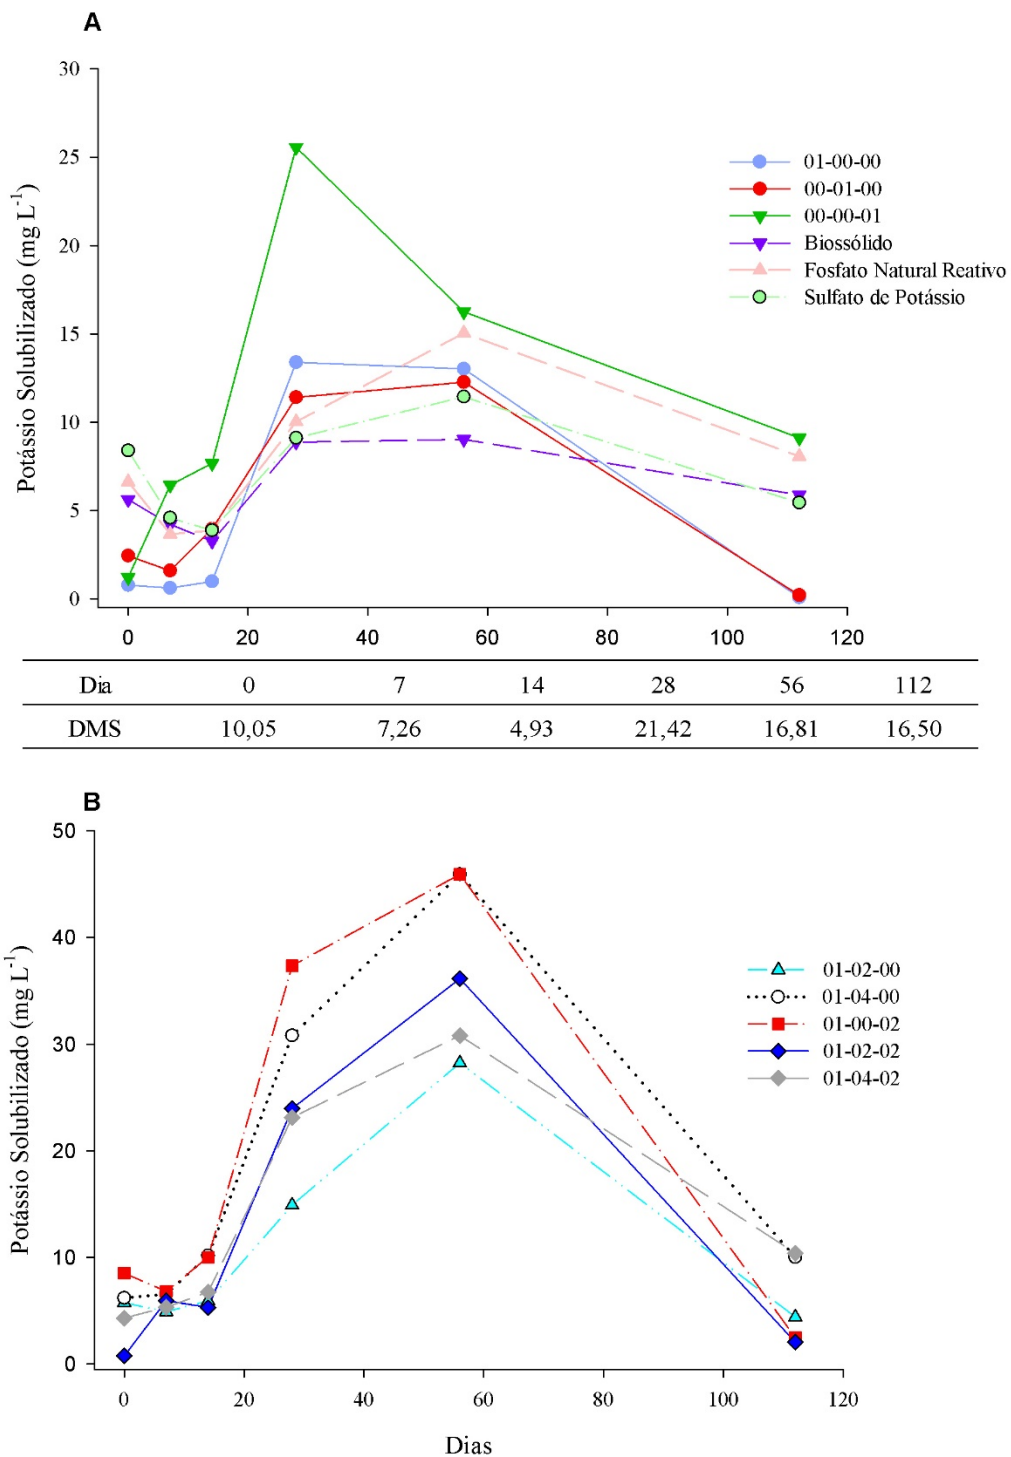 A
30
25
20
15
10
5
0
Potássio Solubilizado (mg L⁻¹)
01-00-00
00-01-00
00-00-01
Biossólido
Fosfato Natural Reativo
Sulfato de Potássio
0 20 40 60 80 100 120
Dia 0 7 14 28 56 112
DMS 10,05 7,26 4,93 21,42 16,81 16,50
B
50
40
30
20
10
0
Potássio Solubilizado (mg L⁻¹)
01-02-00
01-04-00
01-00-02
01-02-02
01-04-02
0 20 40 60 80 100 120
Dias